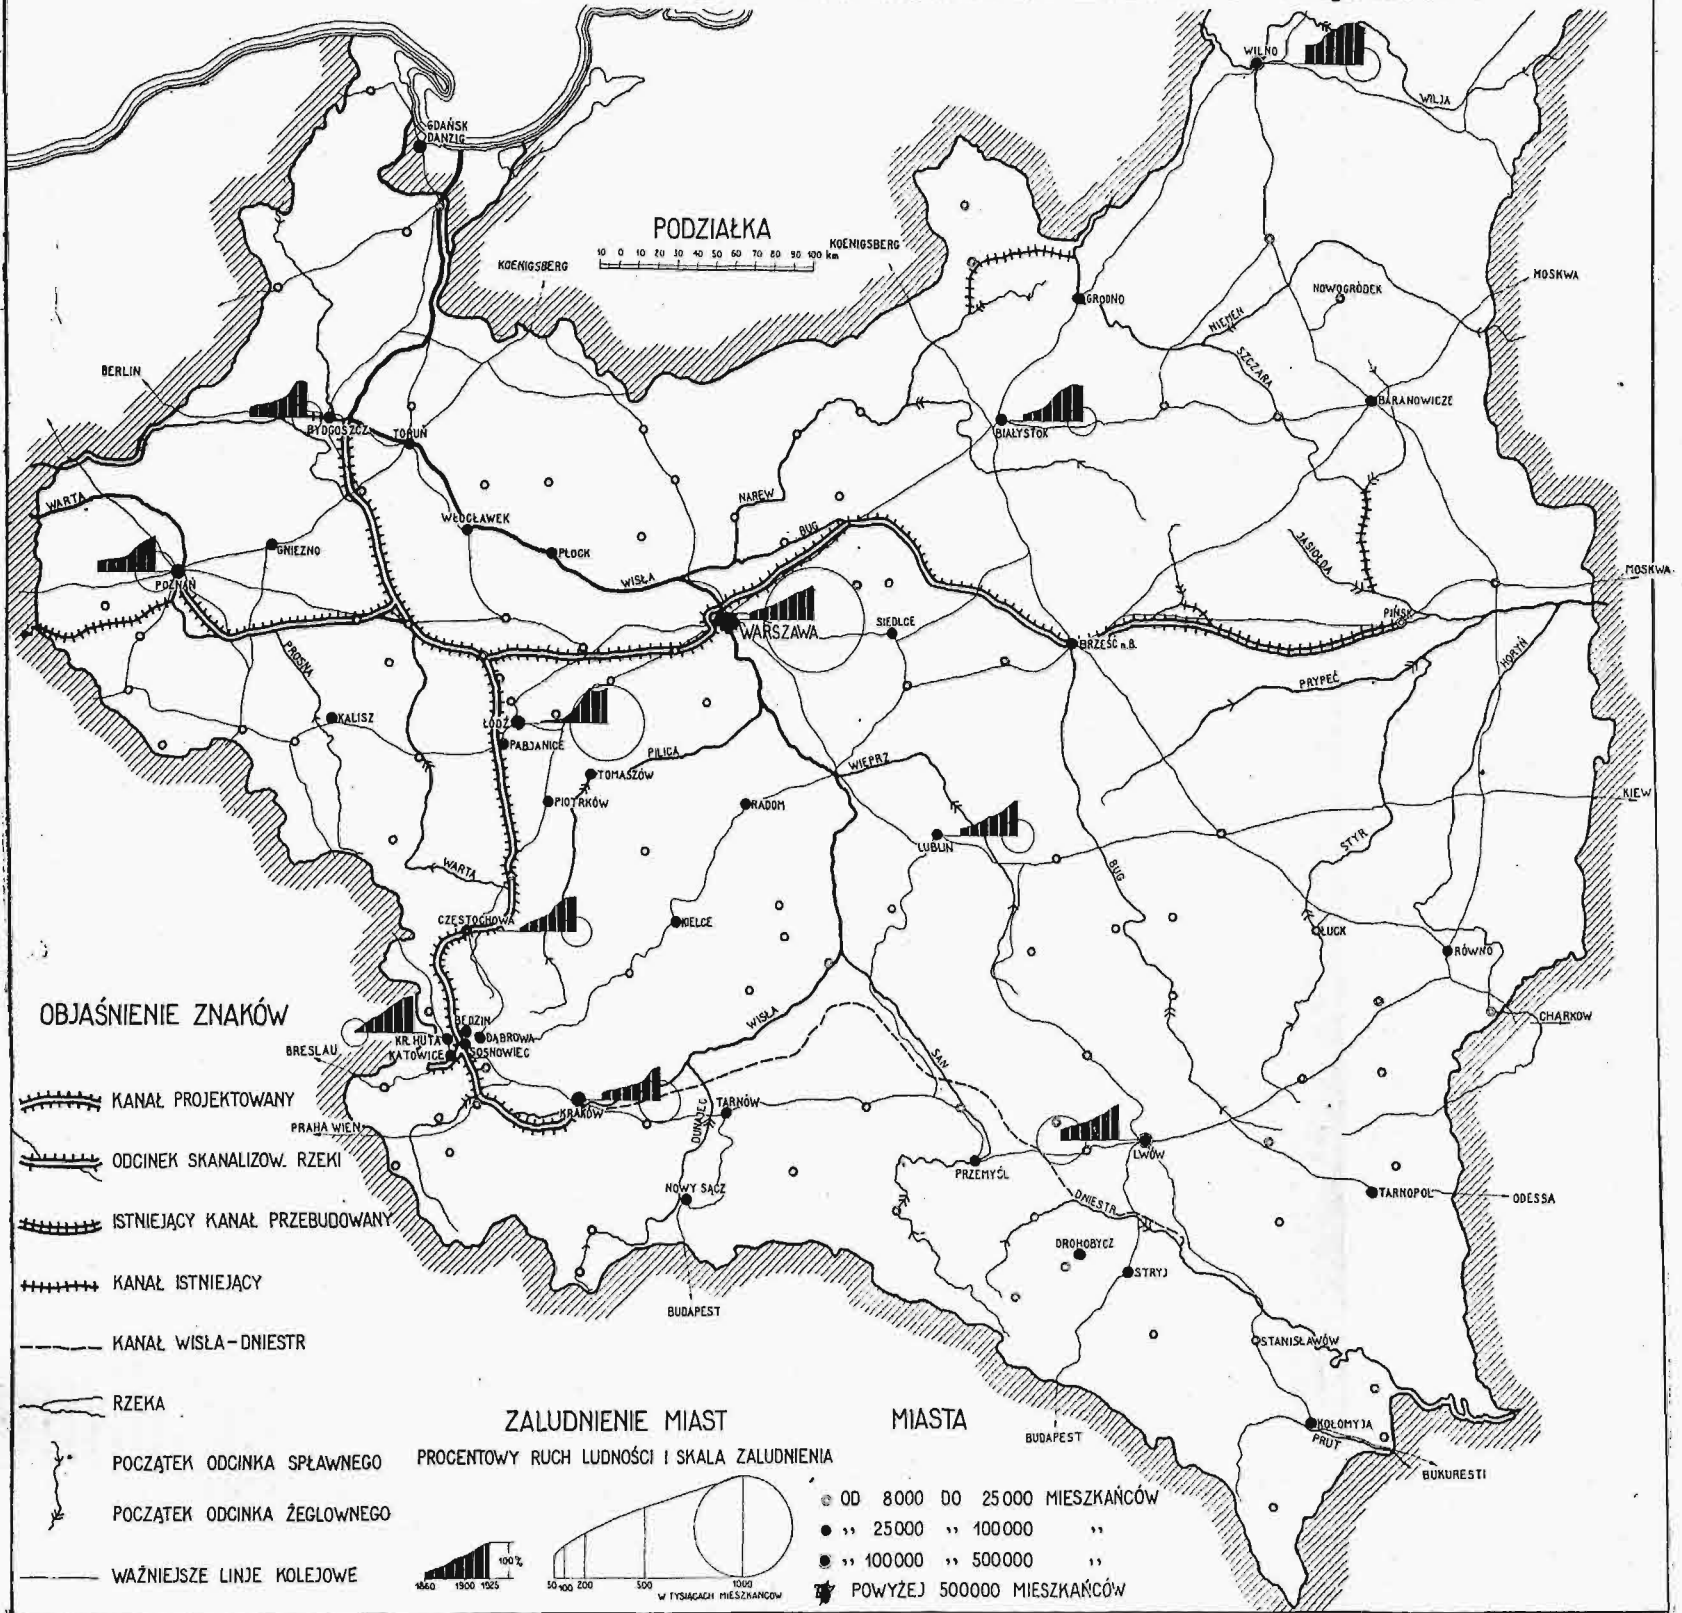 WILNO
WILJA
GDAŃSK
DANZIG
PODZIAŁKA
10 0 10 20 30 40 50 60 70 80 90 100 km
KOENIGSBERG
KOENIGSBERG
MOSKWA
NOWOGRÓDEK
GRODNO
NIEMEN
SZCZARA
BERLIN
BARANOWICZE
BYDGOSZCZ
TORUŃ
BIAŁYSTOK
WARTA
NAREW
WŁOCŁAWEK
BUG
GNIEZNO
PŁOCK
JASIOŁDA
MOSKWA
POZNAŃ
WISŁA
WARSZAWA
SIEDLCE
PIŃSK
BRZEŚĆ n.B.
PROSNA
HORYŃ
PRYPEĆ
KALISZ
ŁÓDŹ
PABJANICE
PILICA
TOMASZÓW
WIEPRZ
PIOTRKÓW
RADOM
KIEW
LUBLIN
STYR
WARTA
BUG
CZĘSTOCHOWA
KIELCE
ŁUCK
RÓWNO
OBJAŚNIENIE ZNAKÓW
WISŁA
CHARKOW
BĘDZIN
KR. HUTA
DĄBROWA
BRESLAU
KATOWICE
SOSNOWIEC
SAN
KANAŁ PROJEKTOWANY
KRAKÓW
TARNÓW
DUNAJEC
PRAHA WIEN
ODCINEK SKANALIZOW. RZEKI
LWÓW
PRZEMYŚL
NOWY SĄCZ
DNIESTR
TARNOPOL
ODESSA
ISTNIEJĄCY KANAŁ PRZEBUDOWANY
DROHOBYCZ
STRYJ
KANAŁ ISTNIEJĄCY
BUDAPEST
KANAŁ WISŁA-DNIESTR
STANISŁAWÓW
RZEKA
ZALUDNIENIE MIAST
MIASTA
KOŁOMYJA
BUDAPEST
PRUT
PROCENTOWY RUCH LUDNOŚCI I SKALA ZALUDNIENIA
POCZĄTEK ODCINKA SPŁAWNEGO
BUKURESTI
OD 8000 DO 25000 MIESZKAŃCÓW
POCZĄTEK ODCINKA ŻEGLOWNEGO
,, 25000 ,, 100000 ,,
,, 100000 ,, 500000 ,,
WAŻNIEJSZE LINJE KOLEJOWE
100%
1860 1900 1925
50 100 200 500 1000
W TYSIĄCACH MIESZKAŃCÓW
POWYŻEJ 500000 MIESZKAŃCÓW